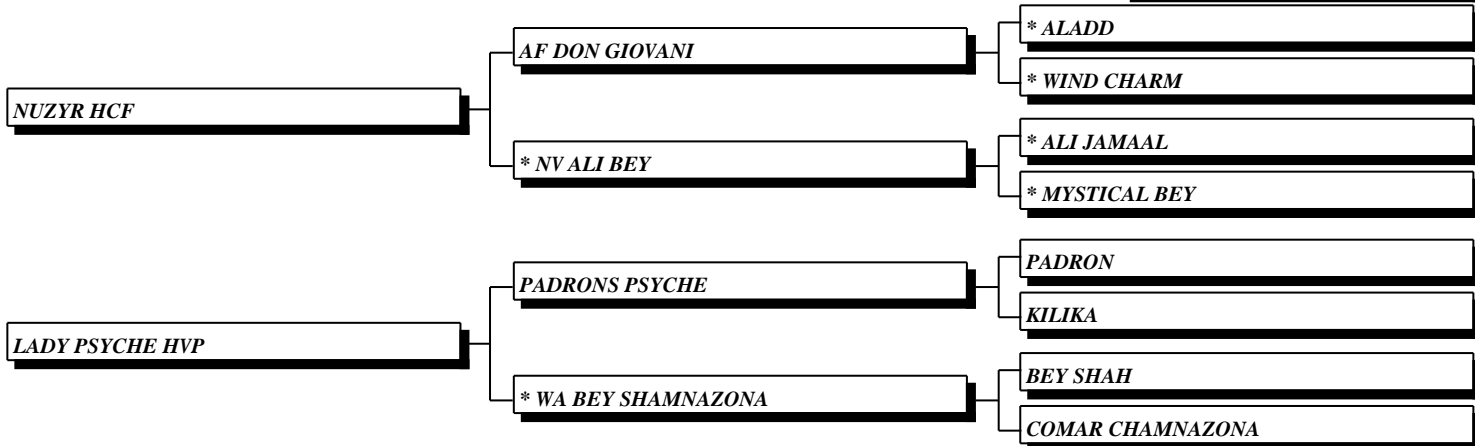 * ALADD
AF DON GIOVANI
* WIND CHARM
NUZYR HCF
* ALI JAMAAL
* NV ALI BEY
* MYSTICAL BEY
PADRON
PADRONS PSYCHE
KILIKA
LADY PSYCHE HVP
BEY SHAH
* WA BEY SHAMNAZONA
COMAR CHAMNAZONA